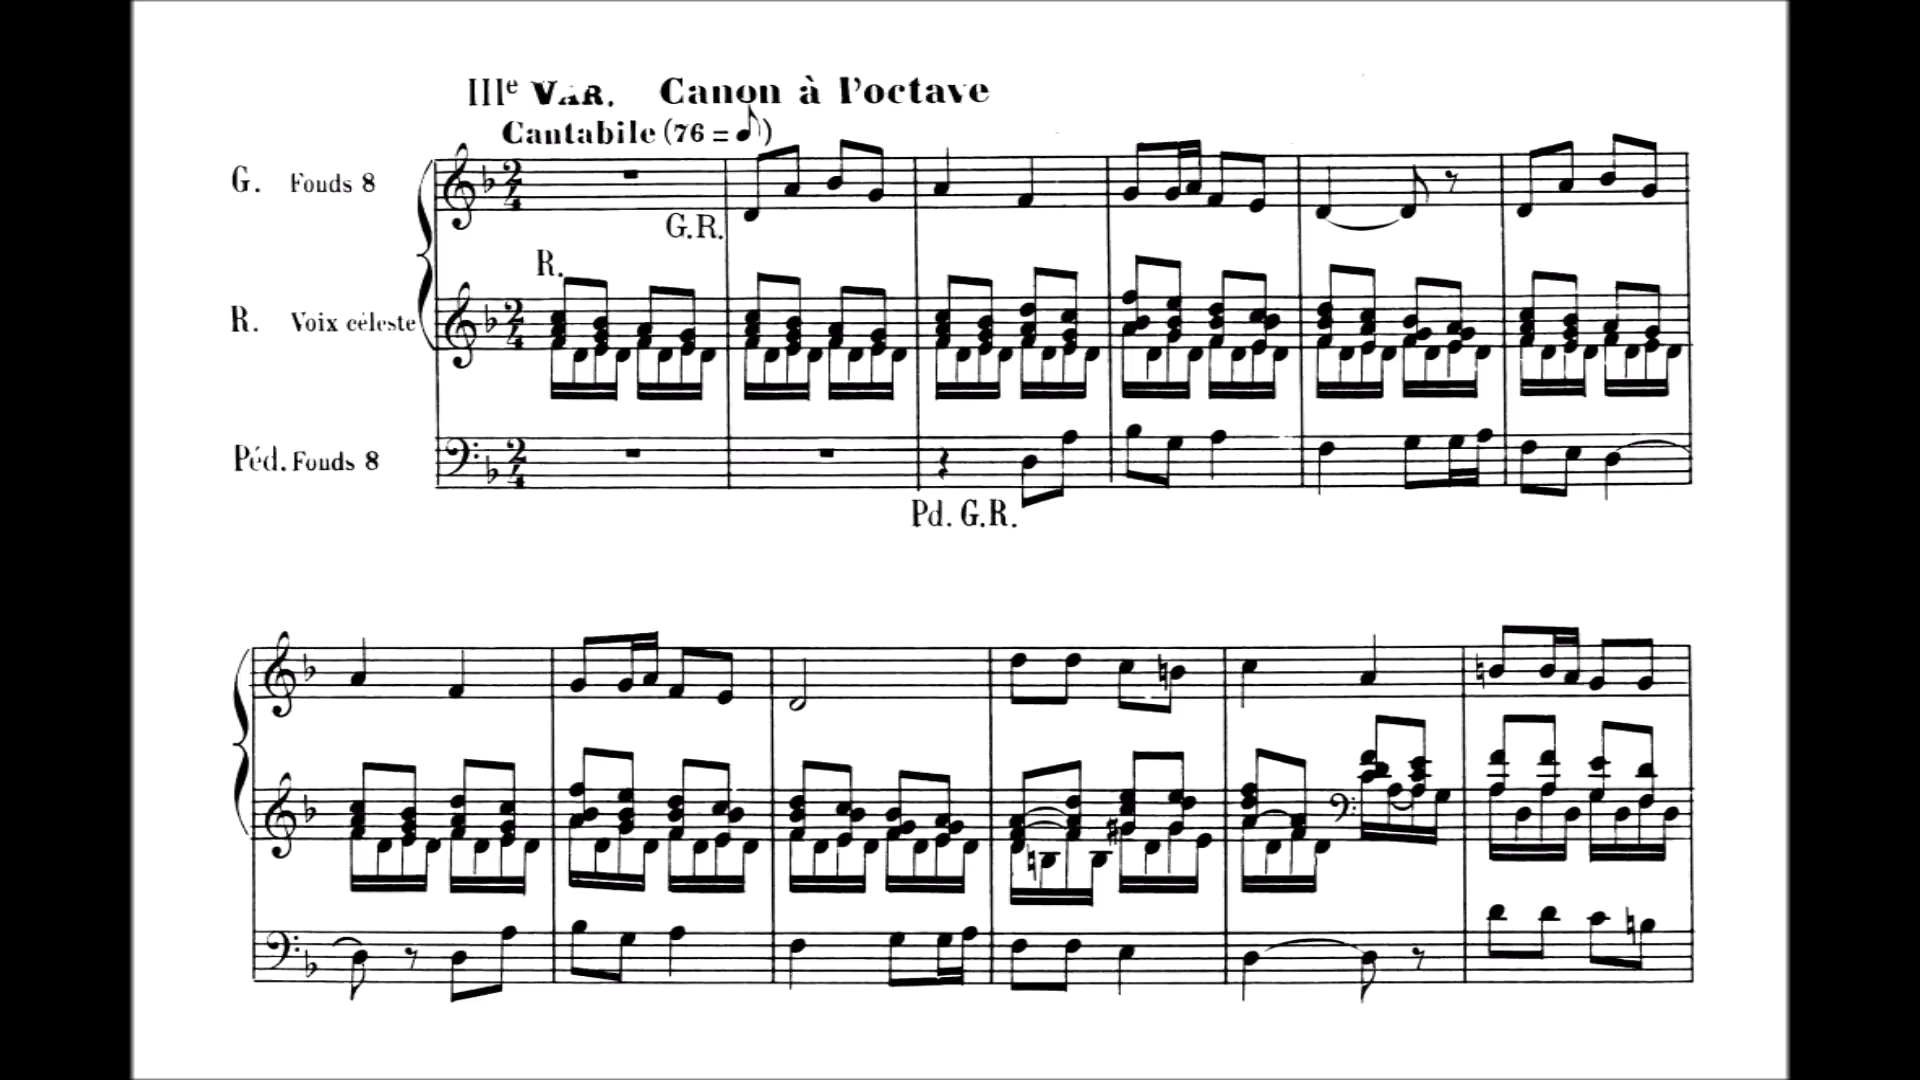 IIIe VAR. Canon à l'octave
Cantabile (76 = ♪)
G. Fonds 8
G.R.
R.
R. Voix céleste
Péd. Fonds 8
Pd. G.R.